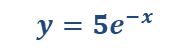 y = 5e⁻ˣ